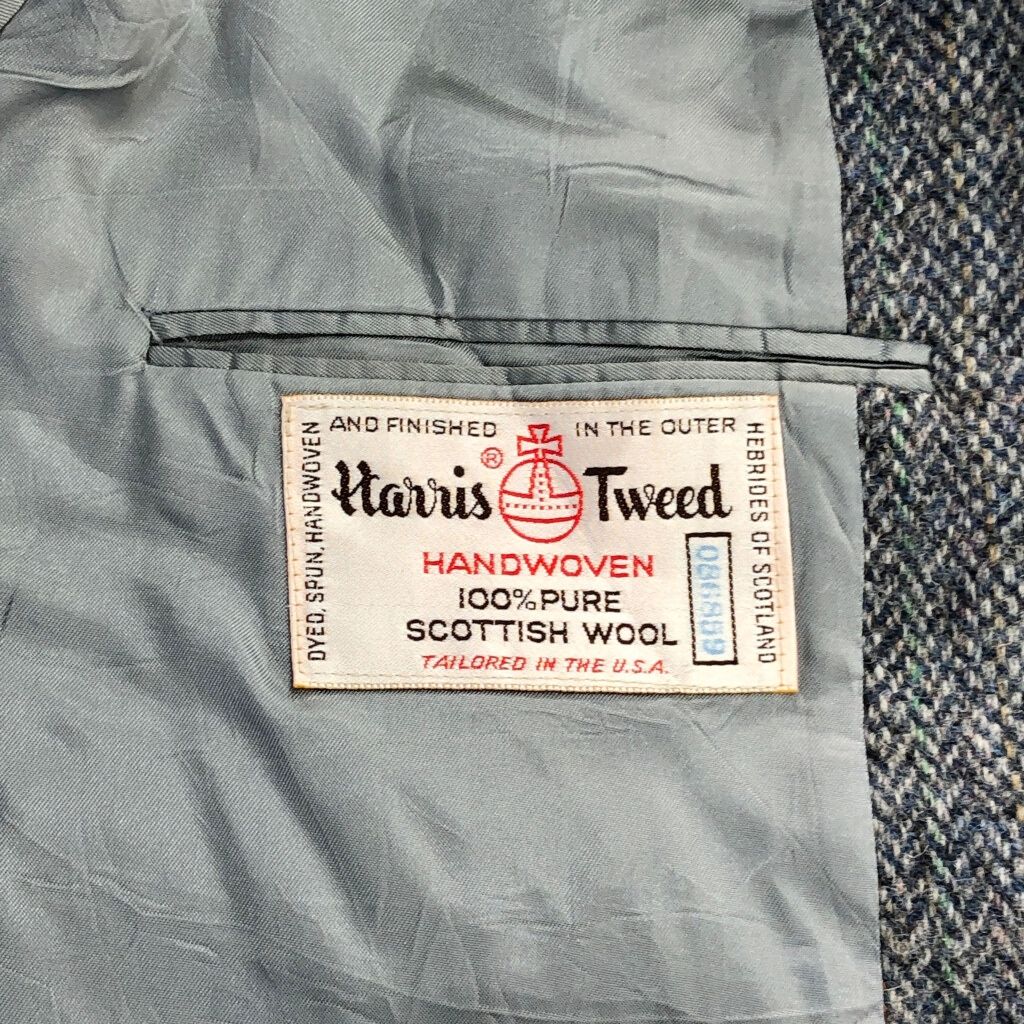 DYED, SPUN, HANDWOVEN
AND FINISHED IN THE OUTER
HEBRIDES OF SCOTLAND
Harris ® Tweed
HANDWOVEN
100% PURE
SCOTTISH WOOL
TAILORED IN THE U.S.A.
086859